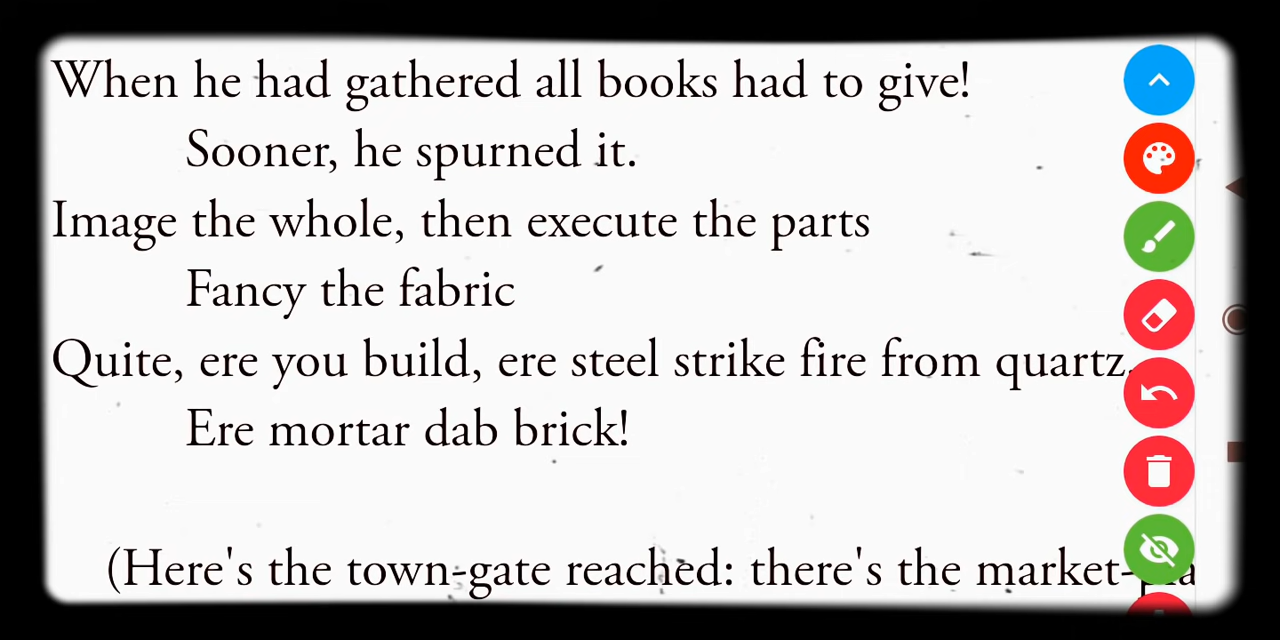 When he had gathered all books had to give!
Sooner, he spurned it.
Image the whole, then execute the parts
Fancy the fabric
Quite, ere you build, ere steel strike fire from quartz,
Ere mortar dab brick!
(Here's the town-gate reached: there's the